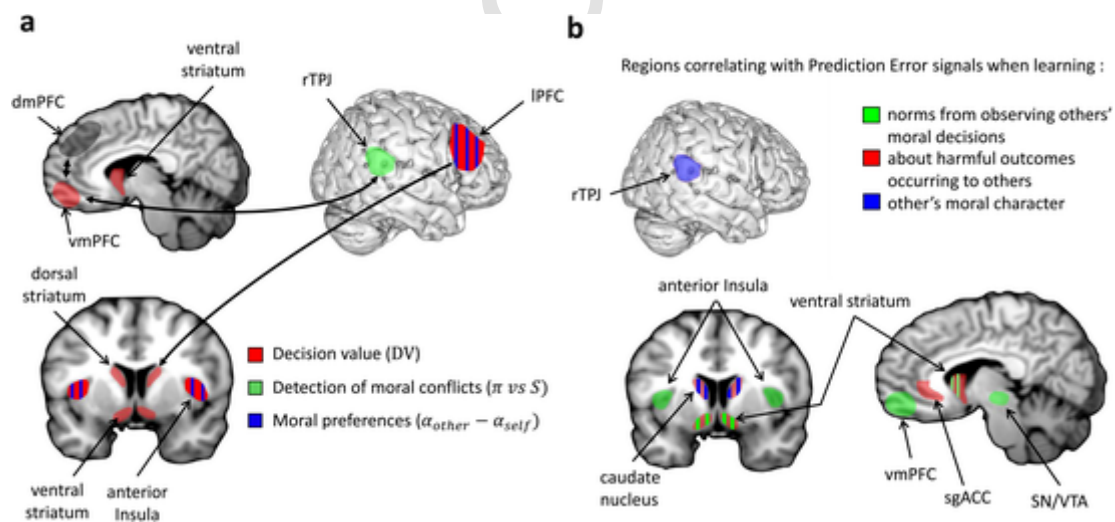 a
ventral
striatum
dmPFC
vmPFC
rTPJ
lPFC
dorsal
striatum
ventral
striatum
anterior
Insula
Decision value (DV)
Detection of moral conflicts (π vs S)
Moral preferences (α_other − α_self)
b
Regions correlating with Prediction Error signals when learning :
norms from observing others'
moral decisions
about harmful outcomes
occurring to others
other's moral character
rTPJ
anterior Insula
ventral striatum
caudate
nucleus
vmPFC
sgACC
SN/VTA